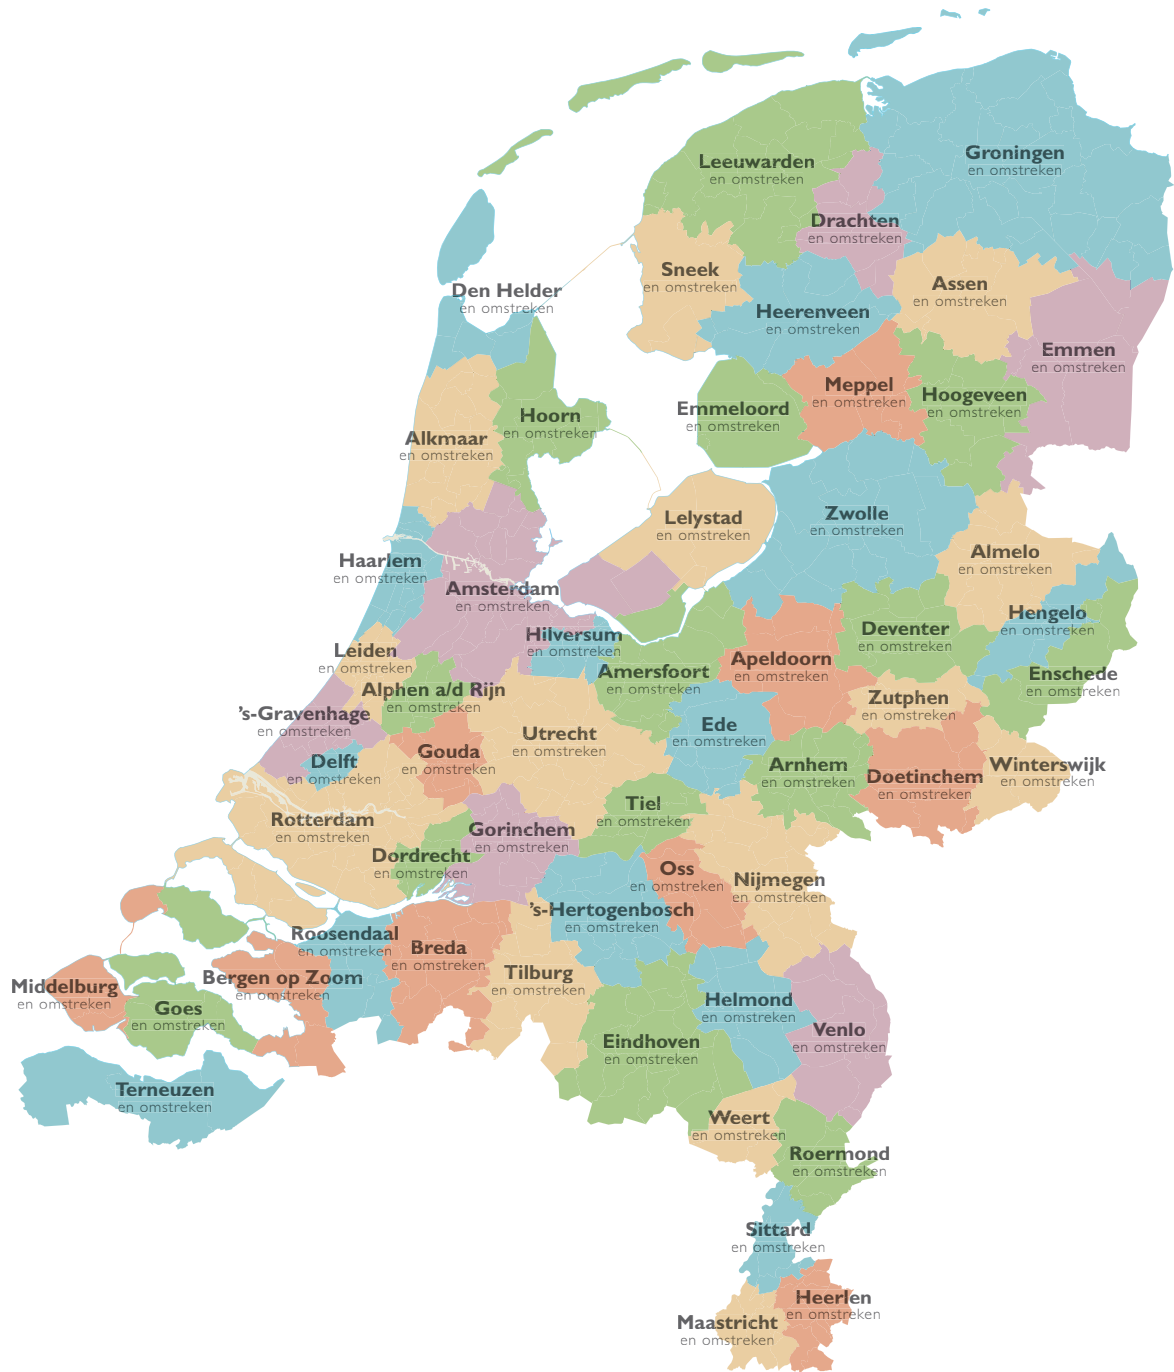 Groningen
en omstreken
Leeuwarden
en omstreken
Drachten
en omstreken
Sneek
en omstreken
Assen
en omstreken
Den Helder
en omstreken
Heerenveen
en omstreken
Emmen
en omstreken
Meppel
en omstreken
Hoogeveen
en omstreken
Emmeloord
en omstreken
Hoorn
en omstreken
Alkmaar
en omstreken
Zwolle
en omstreken
Lelystad
en omstreken
Almelo
en omstreken
Haarlem
en omstreken
Amsterdam
en omstreken
Hengelo
en omstreken
Deventer
en omstreken
Hilversum
en omstreken
Leiden
en omstreken
Apeldoorn
en omstreken
Amersfoort
en omstreken
Enschede
en omstreken
Alphen a/d Rijn
en omstreken
Zutphen
en omstreken
's-Gravenhage
en omstreken
Ede
en omstreken
Utrecht
en omstreken
Gouda
en omstreken
Delft
en omstreken
Arnhem
en omstreken
Winterswijk
en omstreken
Doetinchem
en omstreken
Tiel
en omstreken
Rotterdam
en omstreken
Gorinchem
en omstreken
Dordrecht
en omstreken
Oss
en omstreken
Nijmegen
en omstreken
's-Hertogenbosch
en omstreken
Roosendaal
en omstreken
Breda
en omstreken
Tilburg
en omstreken
Bergen op Zoom
en omstreken
Middelburg
en omstreken
Goes
en omstreken
Helmond
en omstreken
Venlo
en omstreken
Eindhoven
en omstreken
Terneuzen
en omstreken
Weert
en omstreken
Roermond
en omstreken
Sittard
en omstreken
Heerlen
en omstreken
Maastricht
en omstreken